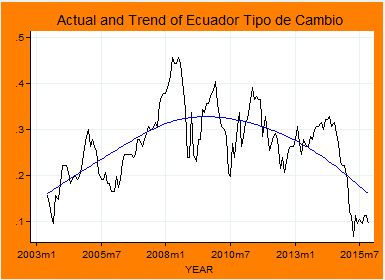 Actual and Trend of Ecuador Tipo de Cambio
.5
.4
.3
.2
.1
2003m1 2005m7 2008m1 2010m7 2013m1 2015m7
YEAR